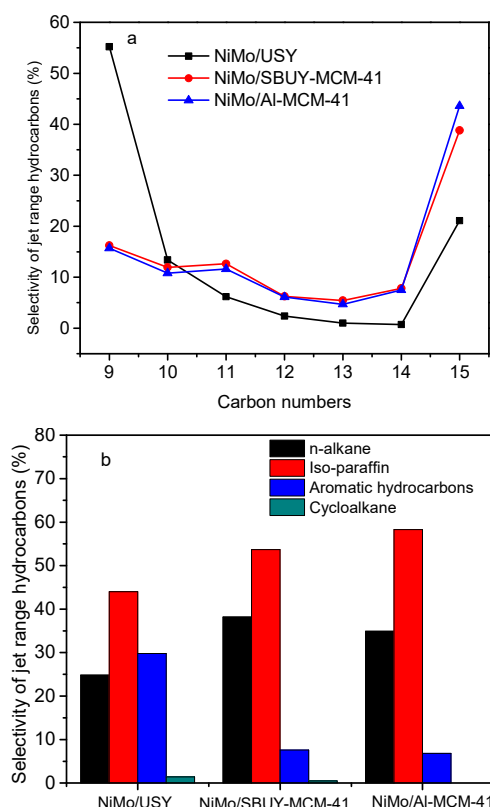 a
NiMo/USY
NiMo/SBUY-MCM-41
NiMo/Al-MCM-41
Selectivity of jet range hydrocarbons (%)
60
50
40
30
20
10
0
9 10 11 12 13 14 15
Carbon numbers
b
n-alkane
Iso-paraffin
Aromatic hydrocarbons
Cycloalkane
Selectivity of jet range hydrocarbons (%)
80
70
60
50
40
30
20
10
0
NiMo/USY NiMo/SBUY-MCM-41 NiMo/Al-MCM-41